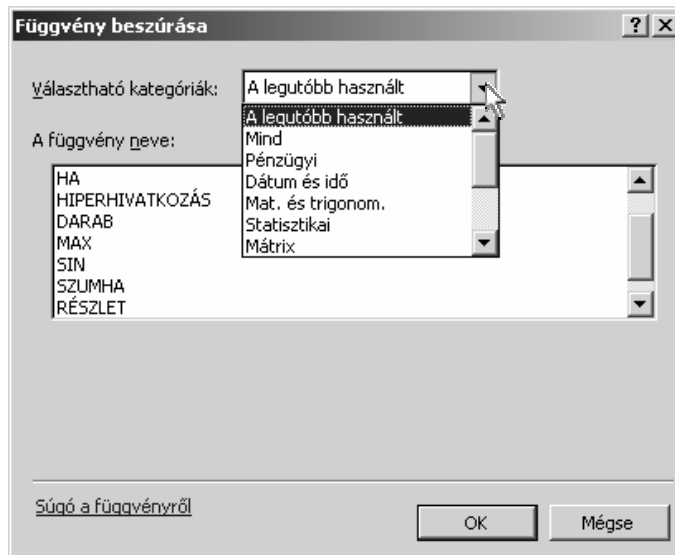 Függvény beszúrása
Választható kategóriák:
A legutóbb használt
A legutóbb használt
Mind
Pénzügyi
Dátum és idő
Mat. és trigonom.
Statisztikai
Mátrix
A függvény neve:
HA
HIPERHIVATKOZÁS
DARAB
MAX
SIN
SZUMHA
RÉSZLET
Súgó a függvényről
OK
Mégse